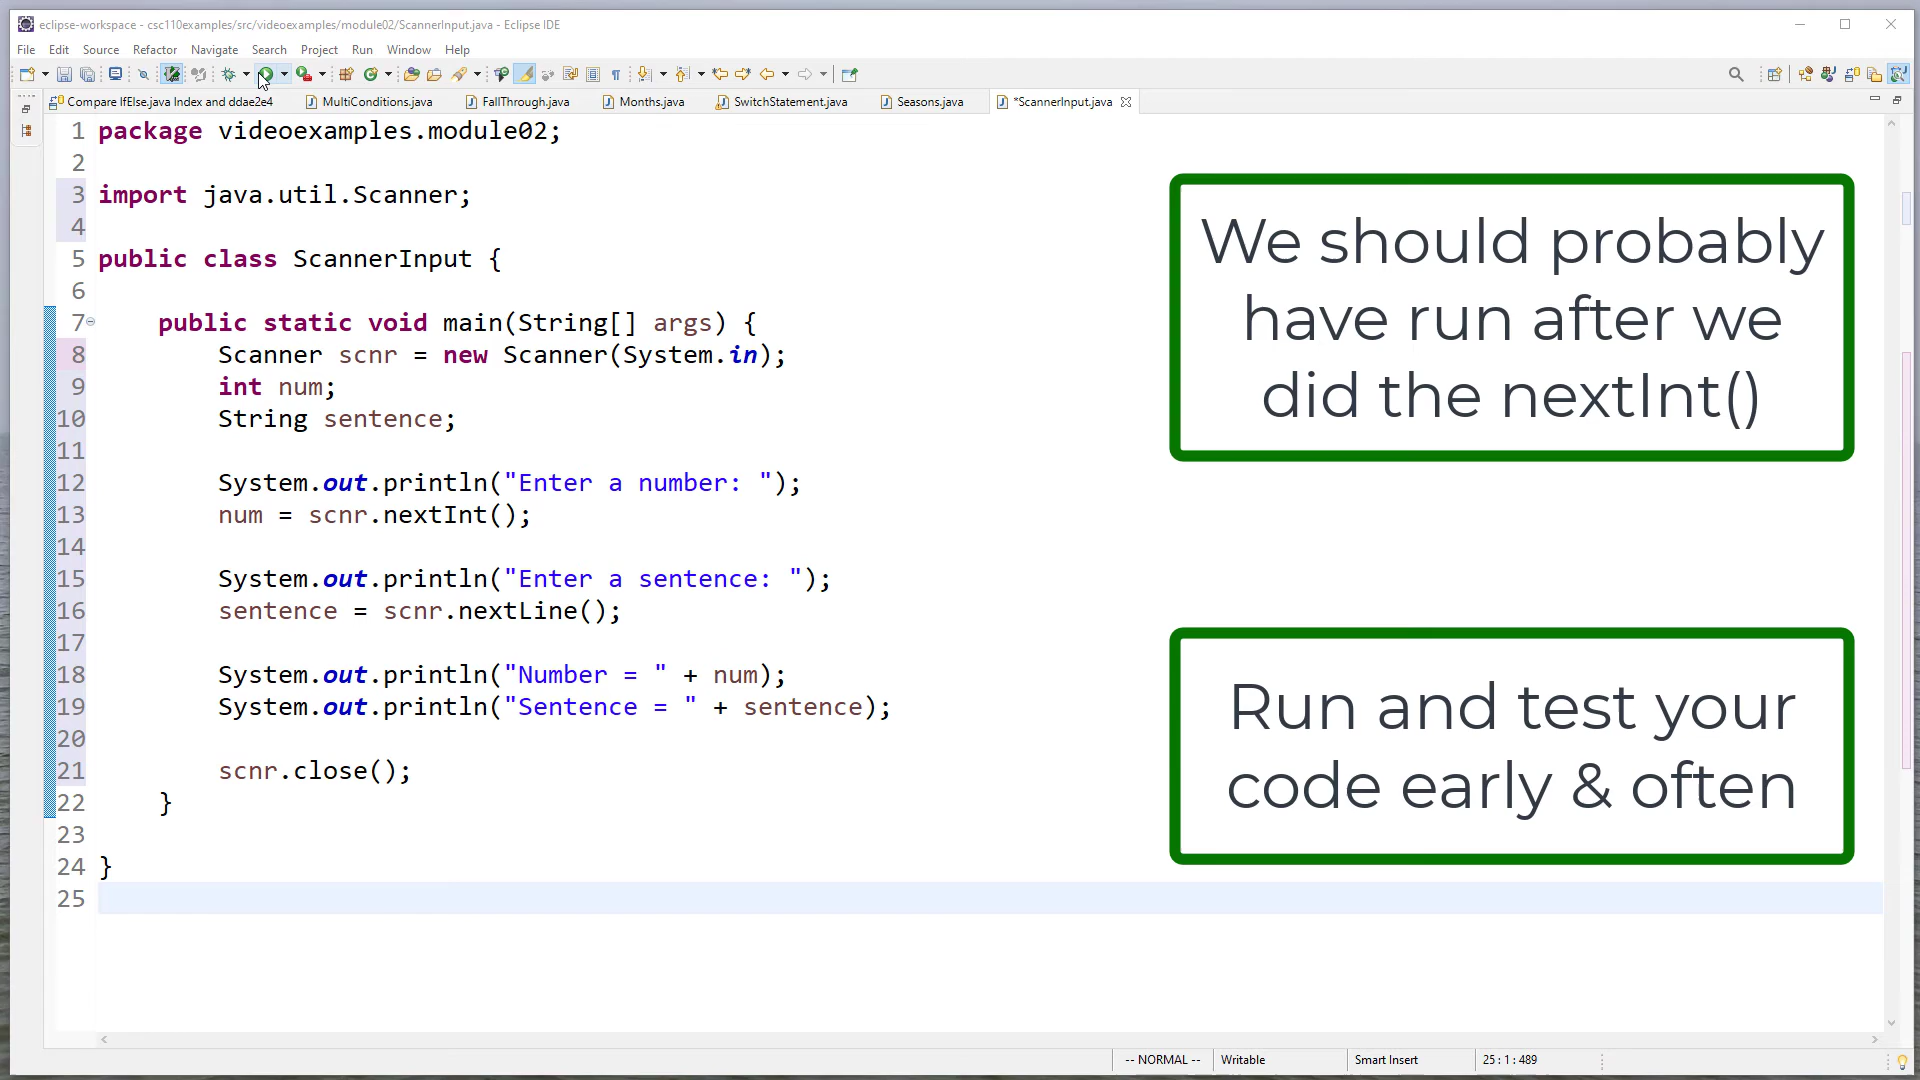 eclipse-workspace - csc110examples/src/videoexamples/module02/ScannerInput.java - Eclipse IDE
File Edit Source Refactor Navigate Search Project Run Window Help
Compare IfElse.java Index and ddae2e4 MultiConditions.java FallThrough.java Months.java SwitchStatement.java Seasons.java *ScannerInput.java
1 package videoexamples.module02;
2
3 import java.util.Scanner;
4
5 public class ScannerInput {
6
7 public static void main(String[] args) {
8 Scanner scnr = new Scanner(System.in);
9 int num;
10 String sentence;
11
12 System.out.println("Enter a number: ");
13 num = scnr.nextInt();
14
15 System.out.println("Enter a sentence: ");
16 sentence = scnr.nextLine();
17
18 System.out.println("Number = " + num);
19 System.out.println("Sentence = " + sentence);
20
21 scnr.close();
22 }
23
24 }
25
We should probably
have run after we
did the nextInt()
Run and test your
code early & often
-- NORMAL -- Writable Smart Insert 25 : 1 : 489